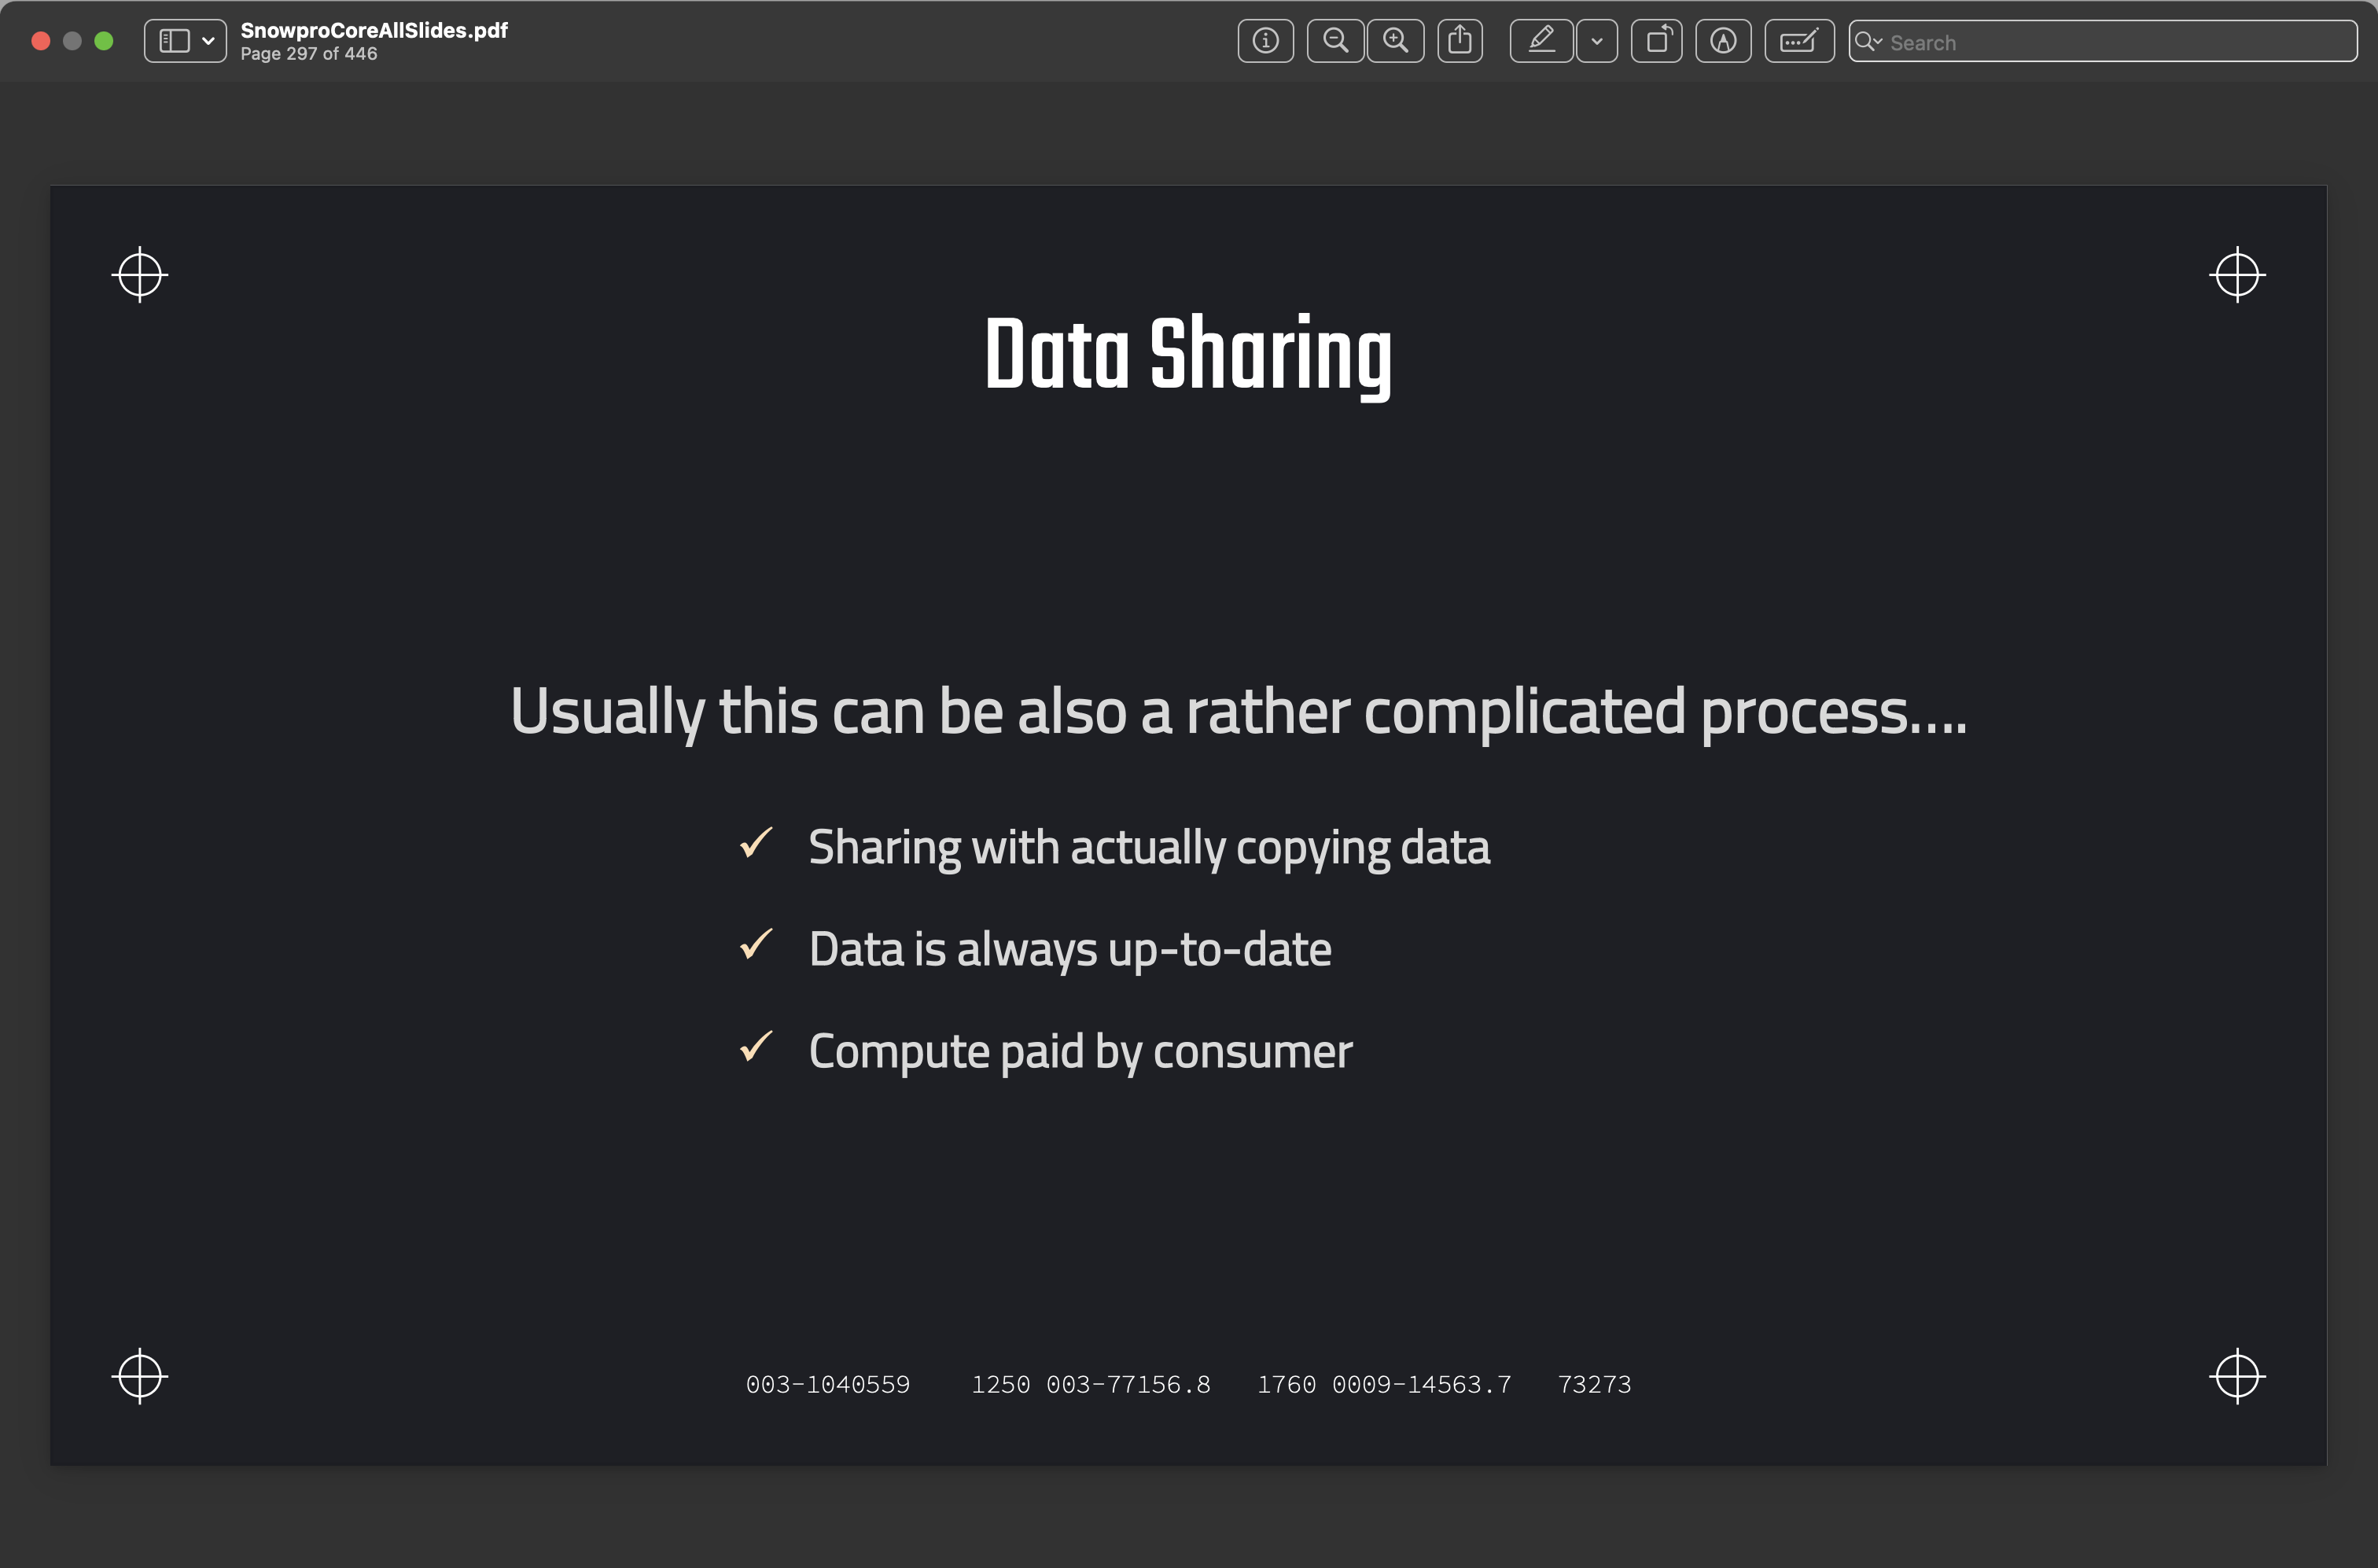 SnowproCoreAllSlides.pdf
Page 297 of 446
Search
Data Sharing
Usually this can be also a rather complicated process….
Sharing with actually copying data
Data is always up-to-date
Compute paid by consumer
003-1040559 1250 003-77156.8 1760 0009-14563.7 73273